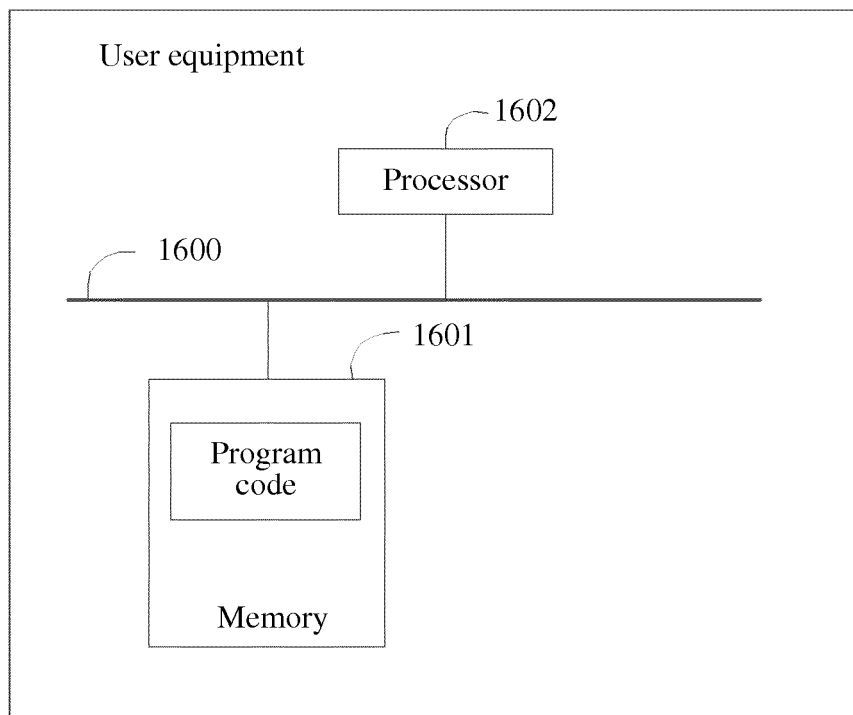 User equipment
1602
Processor
1600
1601
Program
code
Memory